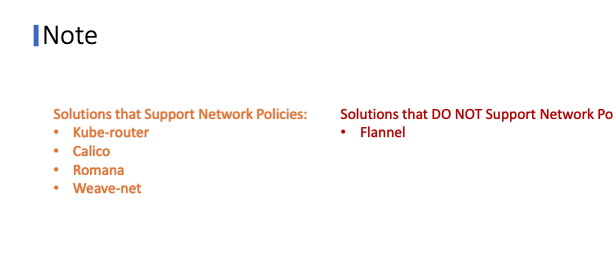 Note
Solutions that Support Network Policies:
• Kube-router
• Calico
• Romana
• Weave-net
Solutions that DO NOT Support Network Po
• Flannel